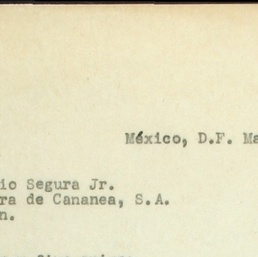 México, D.F. Ma
io Segura Jr.
ra de Cananea, S.A.
n.